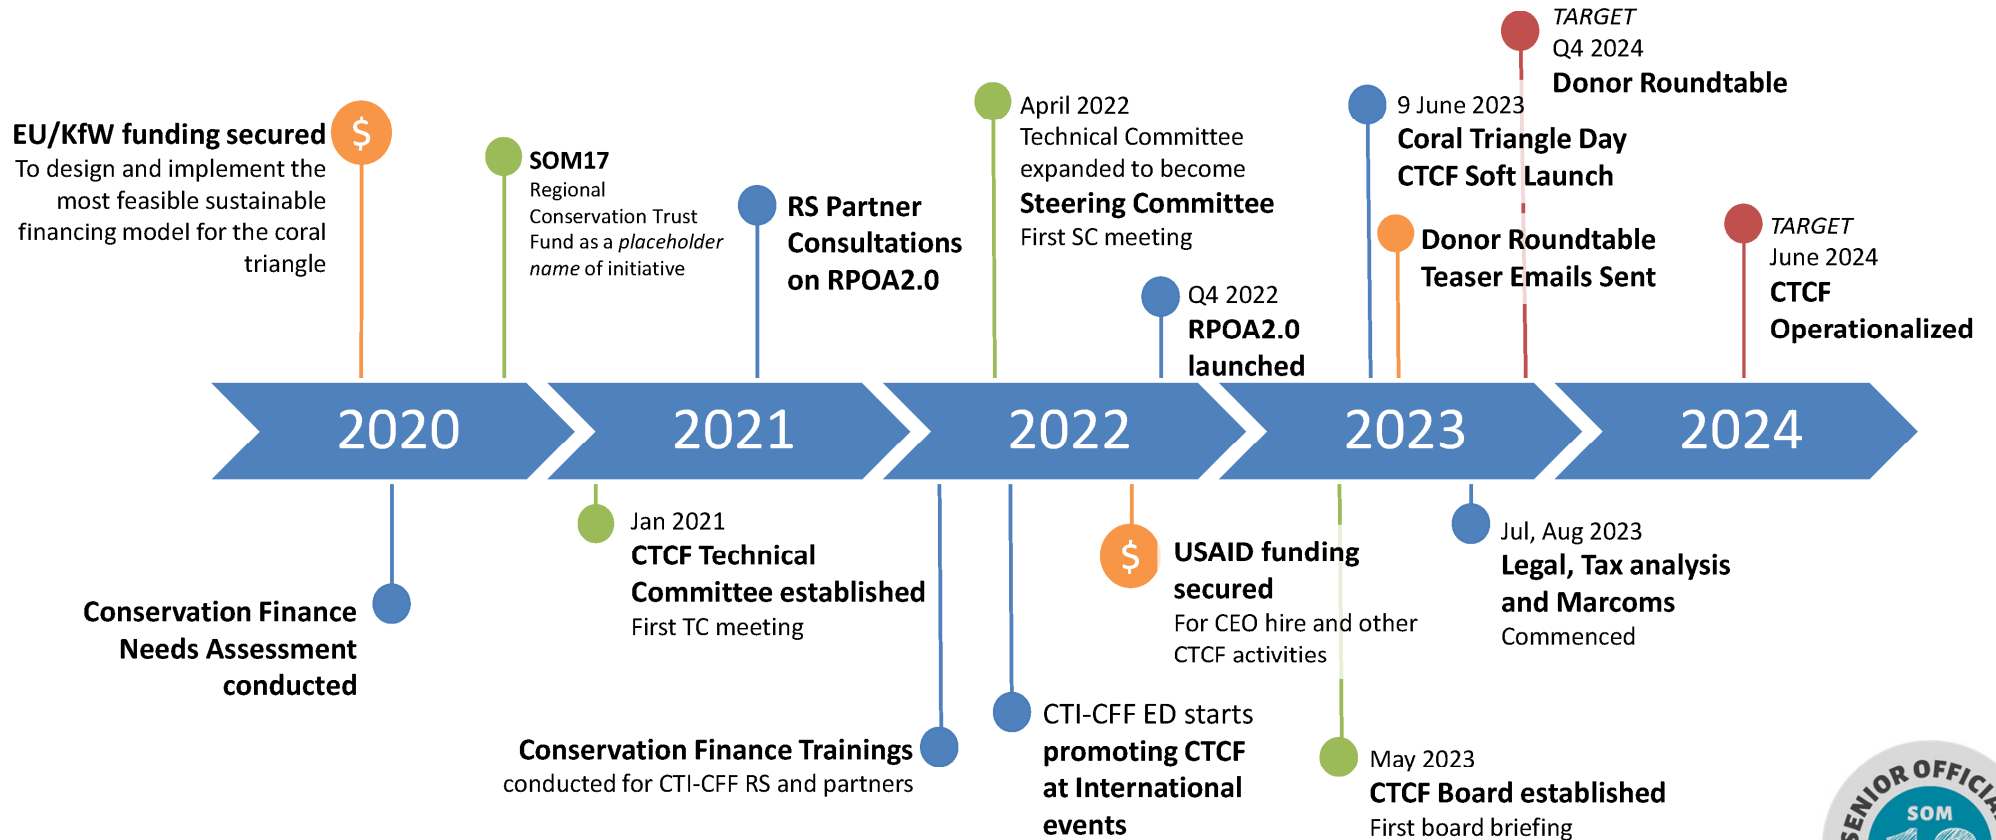 EU/KfW funding secured
To design and implement the
most feasible sustainable
financing model for the coral
triangle
$
SOM17
Regional
Conservation Trust
Fund as a placeholder
name of initiative
RS Partner
Consultations
on RPOA2.0
April 2022
Technical Committee
expanded to become
Steering Committee
First SC meeting
Q4 2022
RPOA2.0
launched
9 June 2023
Coral Triangle Day
CTCF Soft Launch
Donor Roundtable
Teaser Emails Sent
TARGET
Q4 2024
Donor Roundtable
TARGET
June 2024
CTCF
Operationalized
2020
2021
2022
2023
2024
Conservation Finance
Needs Assessment
conducted
Jan 2021
CTCF Technical
Committee established
First TC meeting
Conservation Finance Trainings
conducted for CTI-CFF RS and partners
CTI-CFF ED starts
promoting CTCF
at International
events
$
USAID funding
secured
For CEO hire and other
CTCF activities
May 2023
CTCF Board established
First board briefing
Jul, Aug 2023
Legal, Tax analysis
and Marcoms
Commenced
SENIOR OFFICIA
SOM